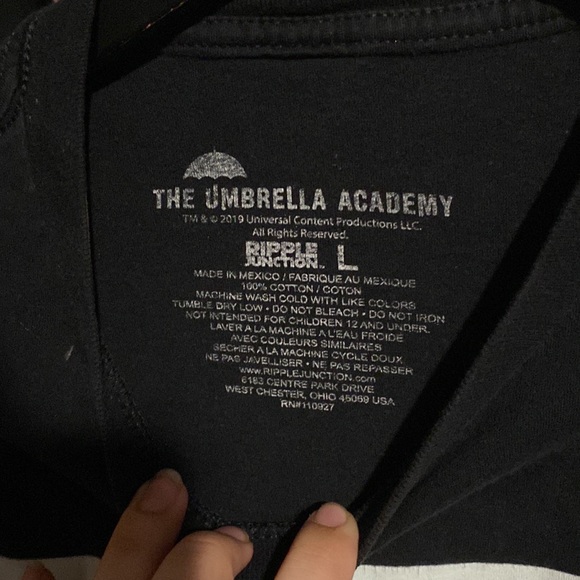 THE UMBRELLA ACADEMY
TM & © 2019 Universal Content Productions LLC.
All Rights Reserved.
RIPPLE
JUNCTION™ L
MADE IN MEXICO / FABRIQUE AU MEXIQUE
100% COTTON / COTON
MACHINE WASH COLD WITH LIKE COLORS
TUMBLE DRY LOW • DO NOT BLEACH • DO NOT IRON
NOT INTENDED FOR CHILDREN 12 AND UNDER.
LAVER A LA MACHINE A L'EAU FROIDE
AVEC COULEURS SIMILAIRES
SECHER A LA MACHINE CYCLE DOUX
NE PAS JAVELLISER • NE PAS REPASSER
www.RIPPLEJUNCTION.com
6183 CENTRE PARK DRIVE
WEST CHESTER, OHIO 45069 USA
RN#110927